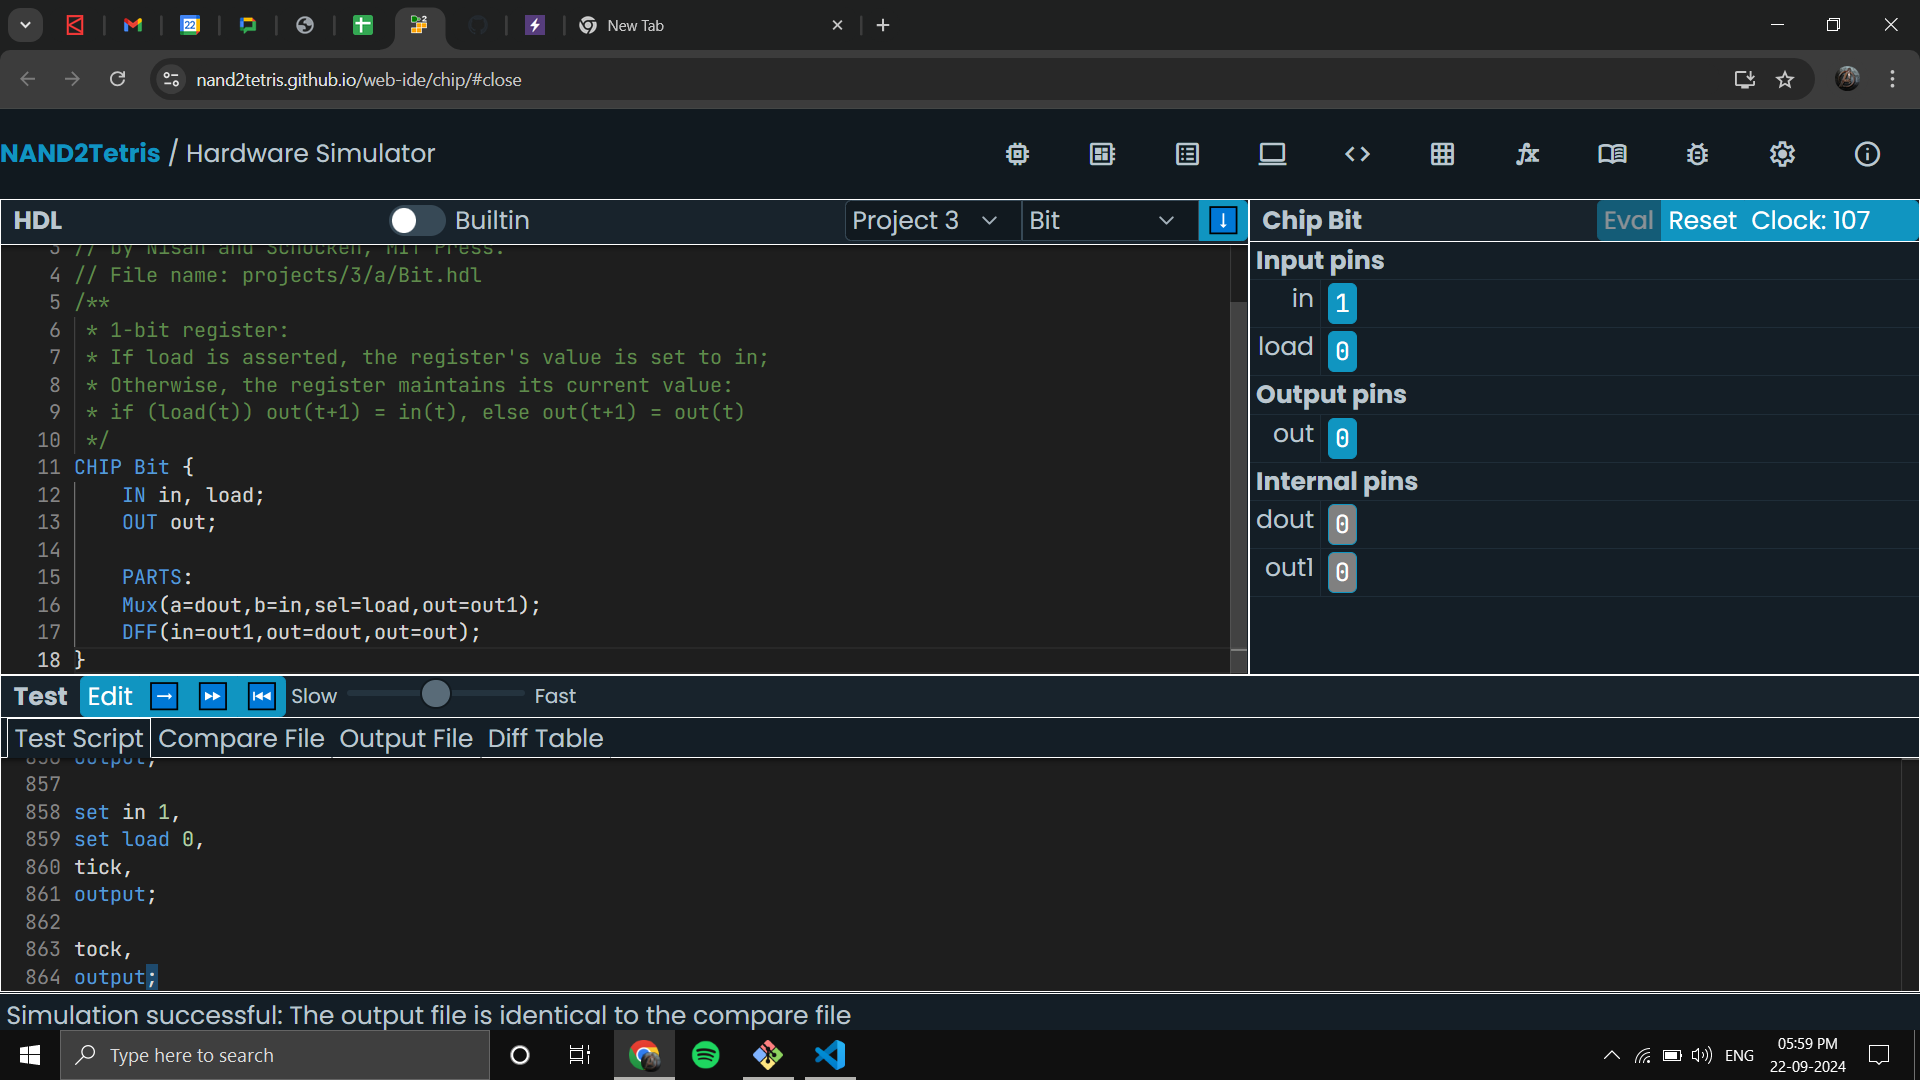 22
New Tab
nand2tetris.github.io/web-ide/chip/#close
NAND2Tetris / Hardware Simulator
HDL
Builtin
Project 3
Bit
3 // by Nisan and Schocken, MIT Press.
4 // File name: projects/3/a/Bit.hdl
5 /**
6 * 1-bit register:
7 * If load is asserted, the register's value is set to in;
8 * Otherwise, the register maintains its current value:
9 * if (load(t)) out(t+1) = in(t), else out(t+1) = out(t)
10 */
11 CHIP Bit {
12 IN in, load;
13 OUT out;
14
15 PARTS:
16 Mux(a=dout,b=in,sel=load,out=out1);
17 DFF(in=out1,out=dout,out=out);
18 }
Chip Bit
Eval Reset Clock: 107
Input pins
in 1
load 0
Output pins
out 0
Internal pins
dout 0
out1 0
Test Edit Slow Fast
Test Script Compare File Output File Diff Table
856 output;
857
858 set in 1,
859 set load 0,
860 tick,
861 output;
862
863 tock,
864 output;
Simulation successful: The output file is identical to the compare file
Type here to search
ENG
05:59 PM
22-09-2024